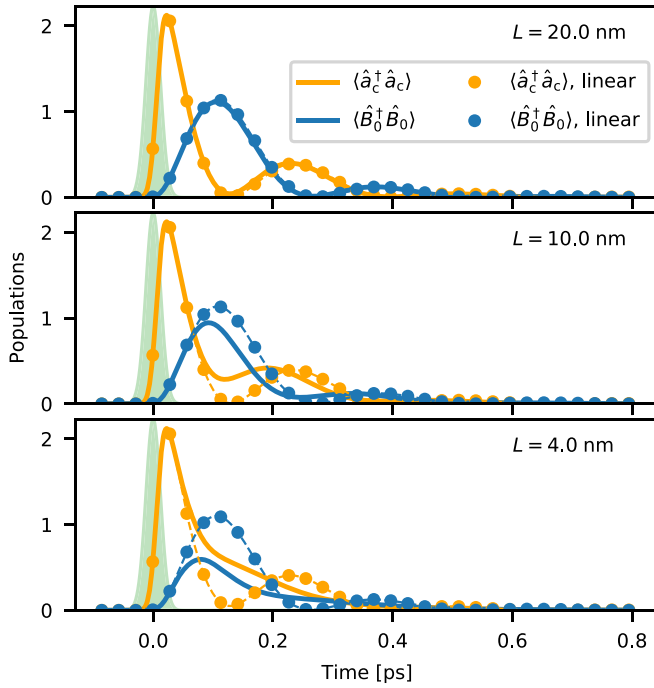 2
L = 20.0 nm
⟨â_c^† â_c⟩
⟨â_c^† â_c⟩, linear
1
⟨B̂_0^† B̂_0⟩
⟨B̂_0^† B̂_0⟩, linear
0
2
L = 10.0 nm
Populations
1
0
2
L = 4.0 nm
1
0
0.0 0.2 0.4 0.6 0.8
Time [ps]